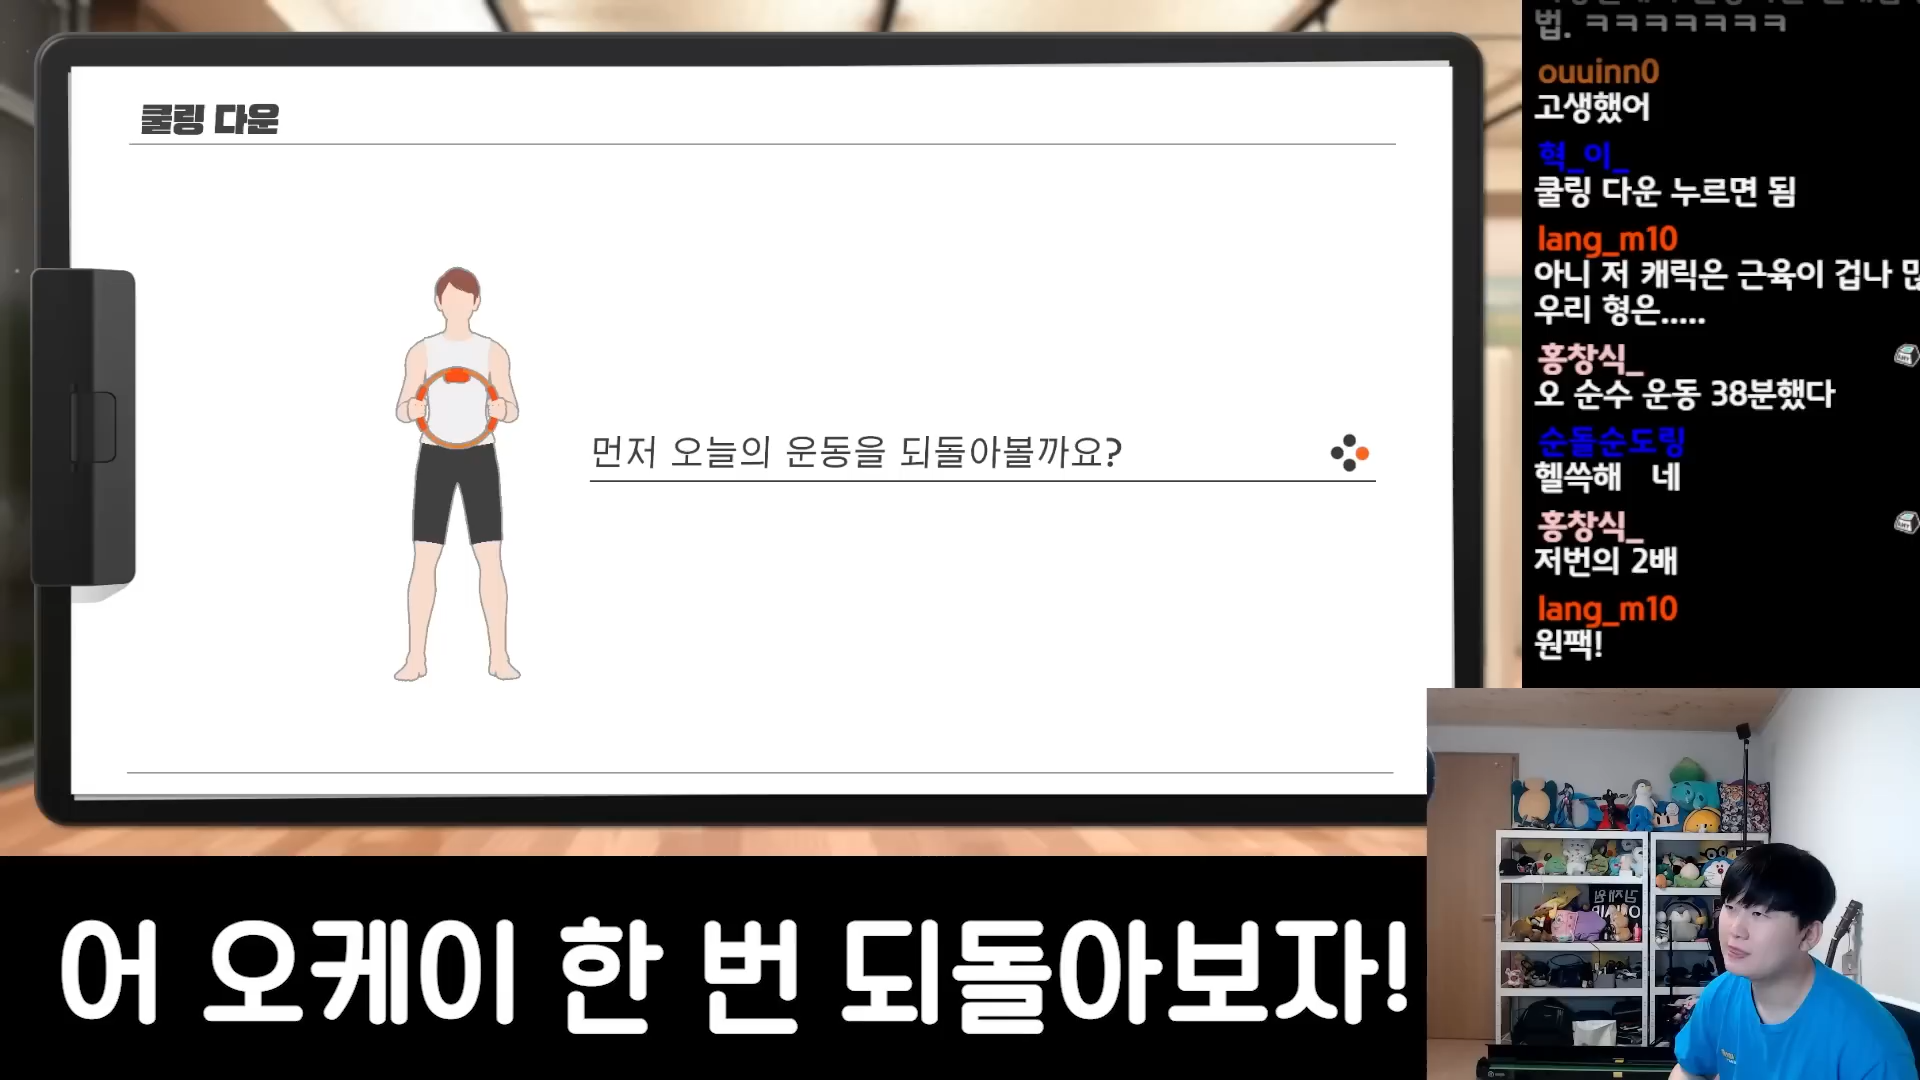 쿨링 다운
먼저 오늘의 운동을 되돌아볼까요?
법. ㅋㅋㅋㅋㅋㅋㅋ
ouuinn0
고생했어
혁_이_
쿨링 다운 누르면 됨
lang_m10
아니 저 캐릭은 근육이 겁나
우리 형은.....
홍창식_
오 순수 운동 38분했다
순돌순도링
헬쓱해 네
홍창식_
저번의 2배
lang_m10
원팩!
어 오케이 한 번 되돌아보자!